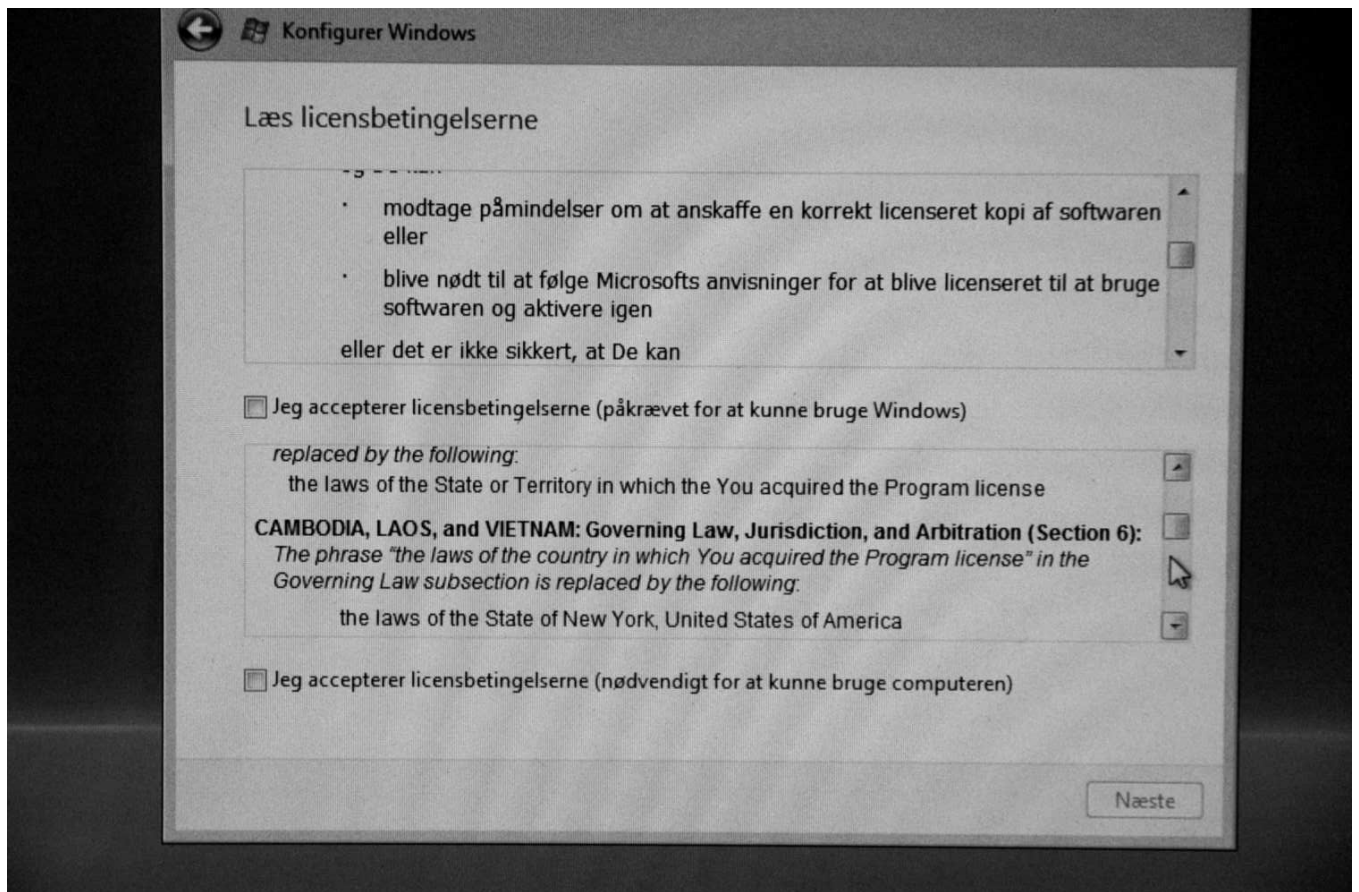 Konfigurer Windows
Læs licensbetingelserne
· modtage påmindelser om at anskaffe en korrekt licenseret kopi af softwaren
eller
· blive nødt til at følge Microsofts anvisninger for at blive licenseret til at bruge
softwaren og aktivere igen
eller det er ikke sikkert, at De kan
Jeg accepterer licensbetingelserne (påkrævet for at kunne bruge Windows)
replaced by the following:
the laws of the State or Territory in which the You acquired the Program license
CAMBODIA, LAOS, and VIETNAM: Governing Law, Jurisdiction, and Arbitration (Section 6):
The phrase "the laws of the country in which You acquired the Program license" in the
Governing Law subsection is replaced by the following:
the laws of the State of New York, United States of America
Jeg accepterer licensbetingelserne (nødvendigt for at kunne bruge computeren)
Næste